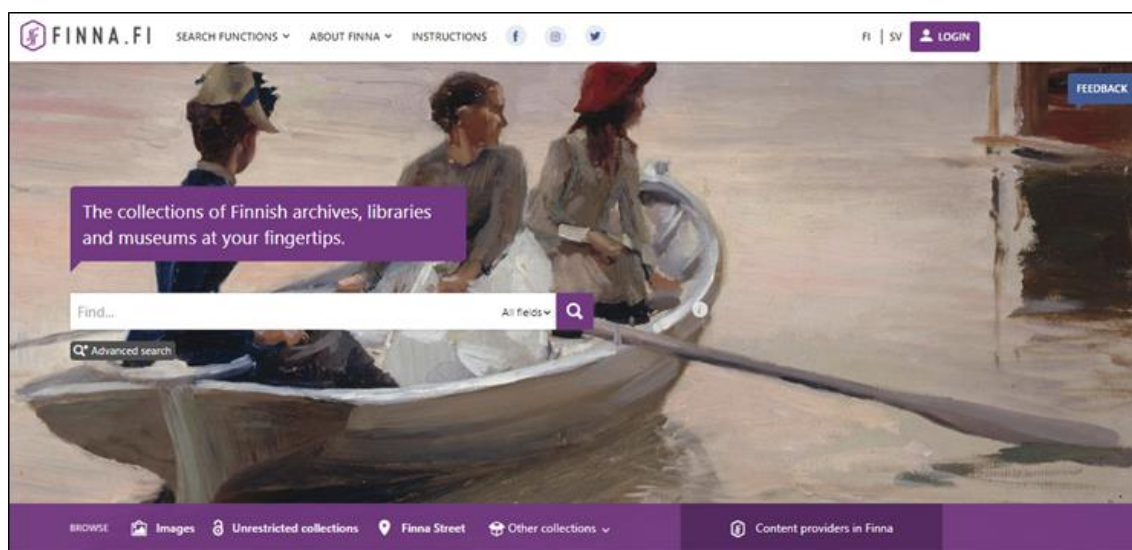 FINNA.FI SEARCH FUNCTIONS ABOUT FINNA INSTRUCTIONS FI | SV LOGIN
FEEDBACK
The collections of Finnish archives, libraries
and museums at your fingertips.
Find... All fields
Advanced search
BROWSE Images Unrestricted collections Finna Street Other collections Content providers in Finna